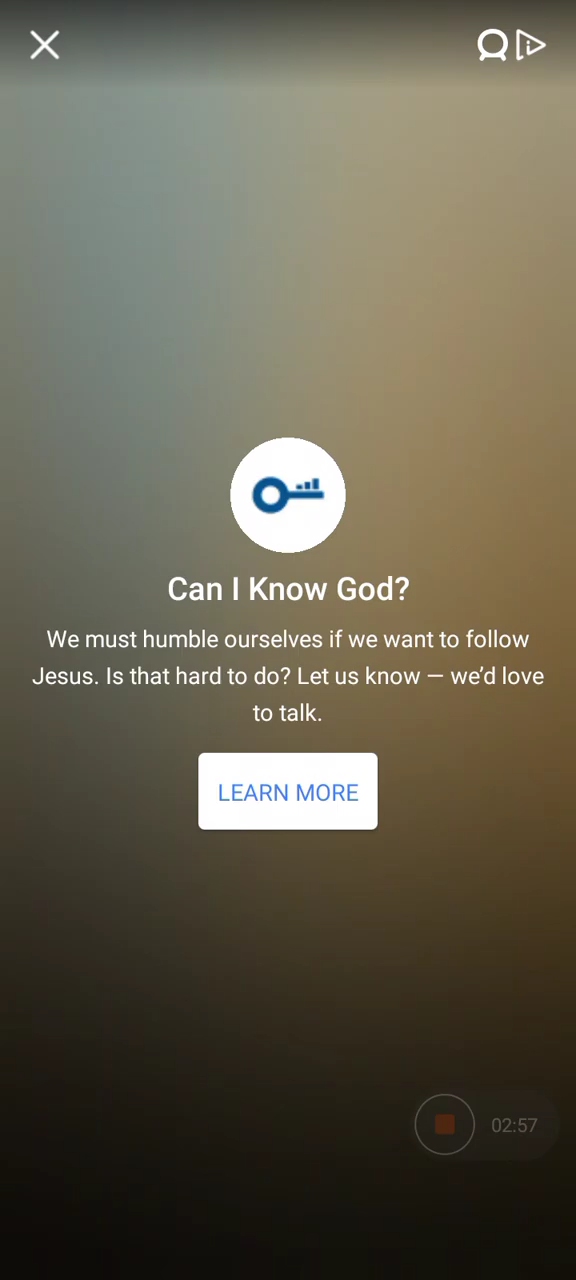 Can I Know God?
We must humble ourselves if we want to follow
Jesus. Is that hard to do? Let us know — we’d love
to talk.
LEARN MORE
02:57